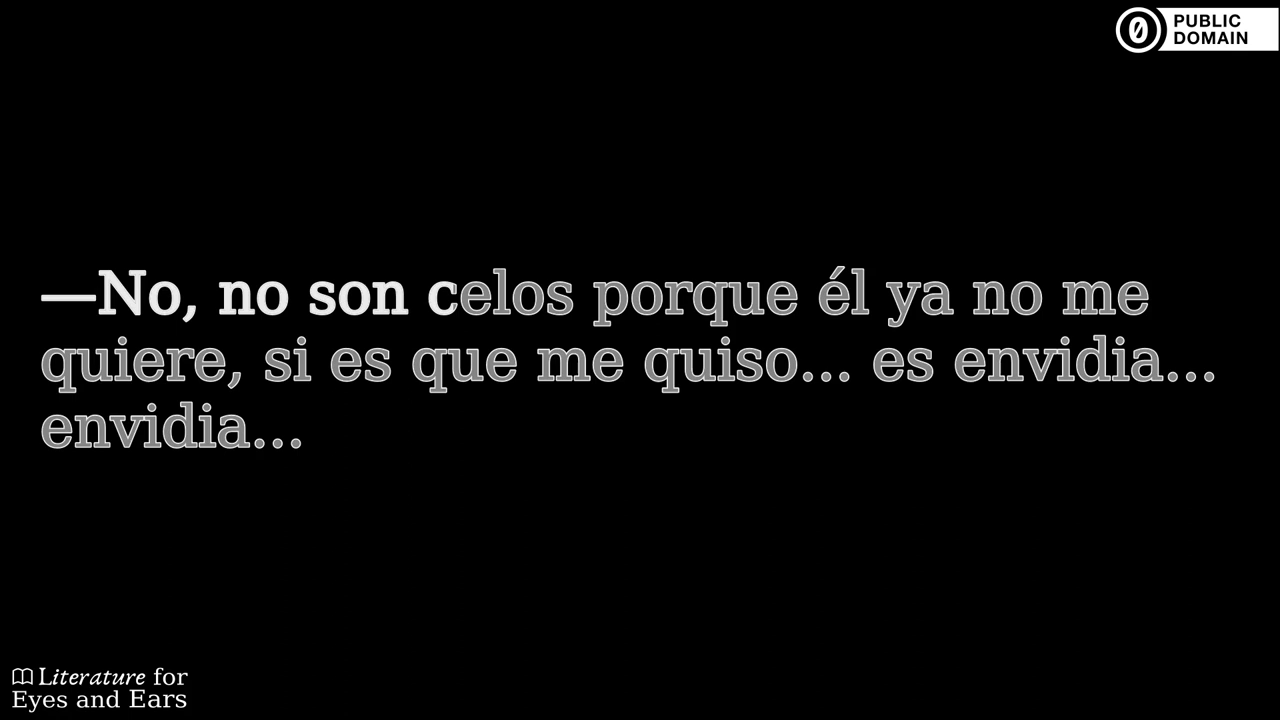 PUBLIC
DOMAIN
—No, no son celos porque él ya no me
quiere, si es que me quiso... es envidia...
envidia...
Literature for
Eyes and Ears